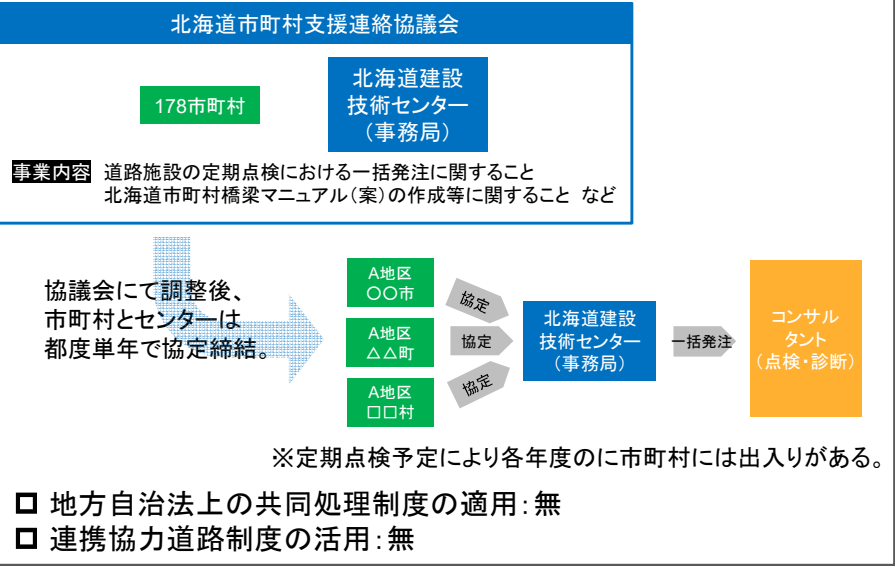 北海道市町村支援連絡協議会
178市町村
北海道建設
技術センター
（事務局）
事業内容 道路施設の定期点検における一括発注に関すること
北海道市町村橋梁マニュアル（案）の作成等に関すること など
協議会にて調整後、
市町村とセンターは
都度単年で協定締結。
A地区
〇〇市
協定
A地区
△△町
協定
A地区
□□村
協定
北海道建設
技術センター
（事務局）
一括発注
コンサル
タント
（点検・診断）
※定期点検予定により各年度のに市町村には出入りがある。
□ 地方自治法上の共同処理制度の適用：無
□ 連携協力道路制度の活用：無